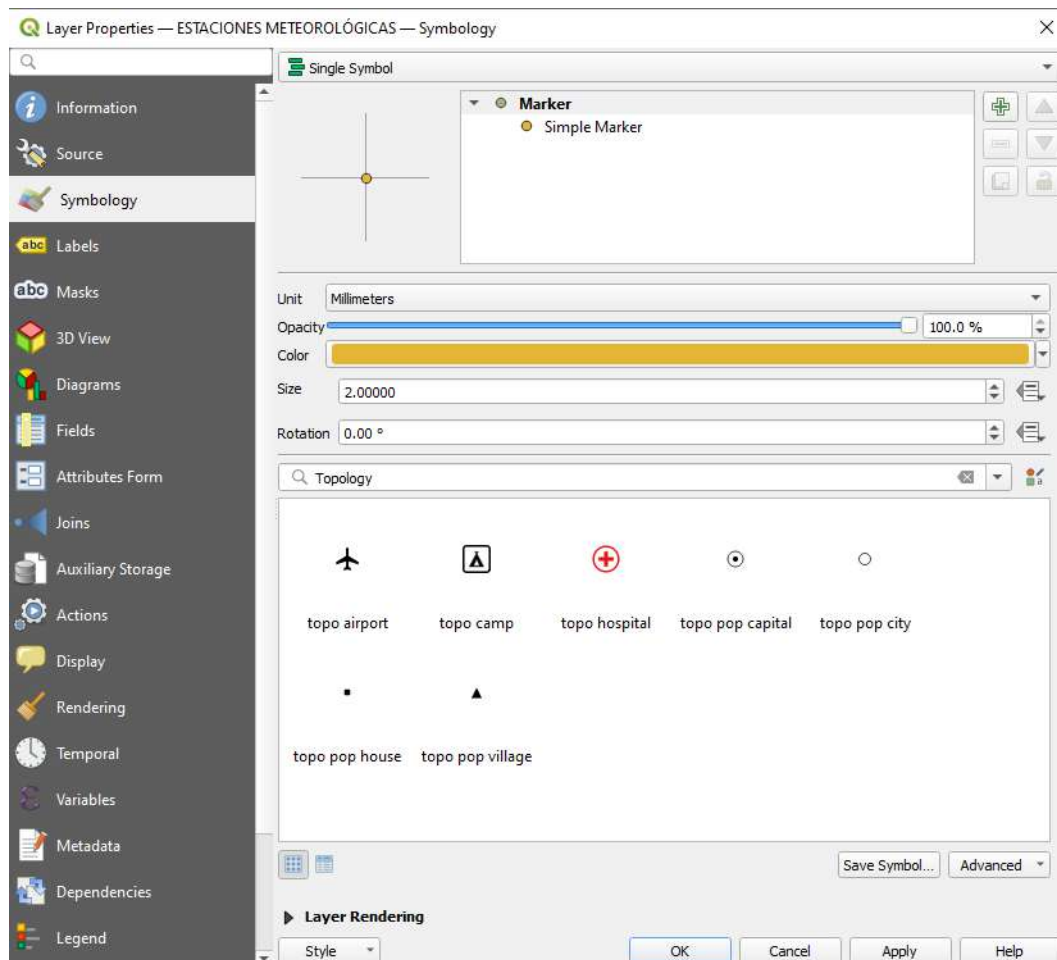 Layer Properties — ESTACIONES METEOROLÓGICAS — Symbology
Information
Source
Symbology
abc Labels
abc Masks
3D View
Diagrams
Fields
Attributes Form
Joins
Auxiliary Storage
Actions
Display
Rendering
Temporal
Variables
Metadata
Dependencies
Legend
Single Symbol
Marker
Simple Marker
Unit Millimeters
Opacity 100.0 %
Color
Size 2.00000
Rotation 0.00 °
Topology
topo airport topo camp topo hospital topo pop capital topo pop city
topo pop house topo pop village
Save Symbol... Advanced
Layer Rendering
Style OK Cancel Apply Help